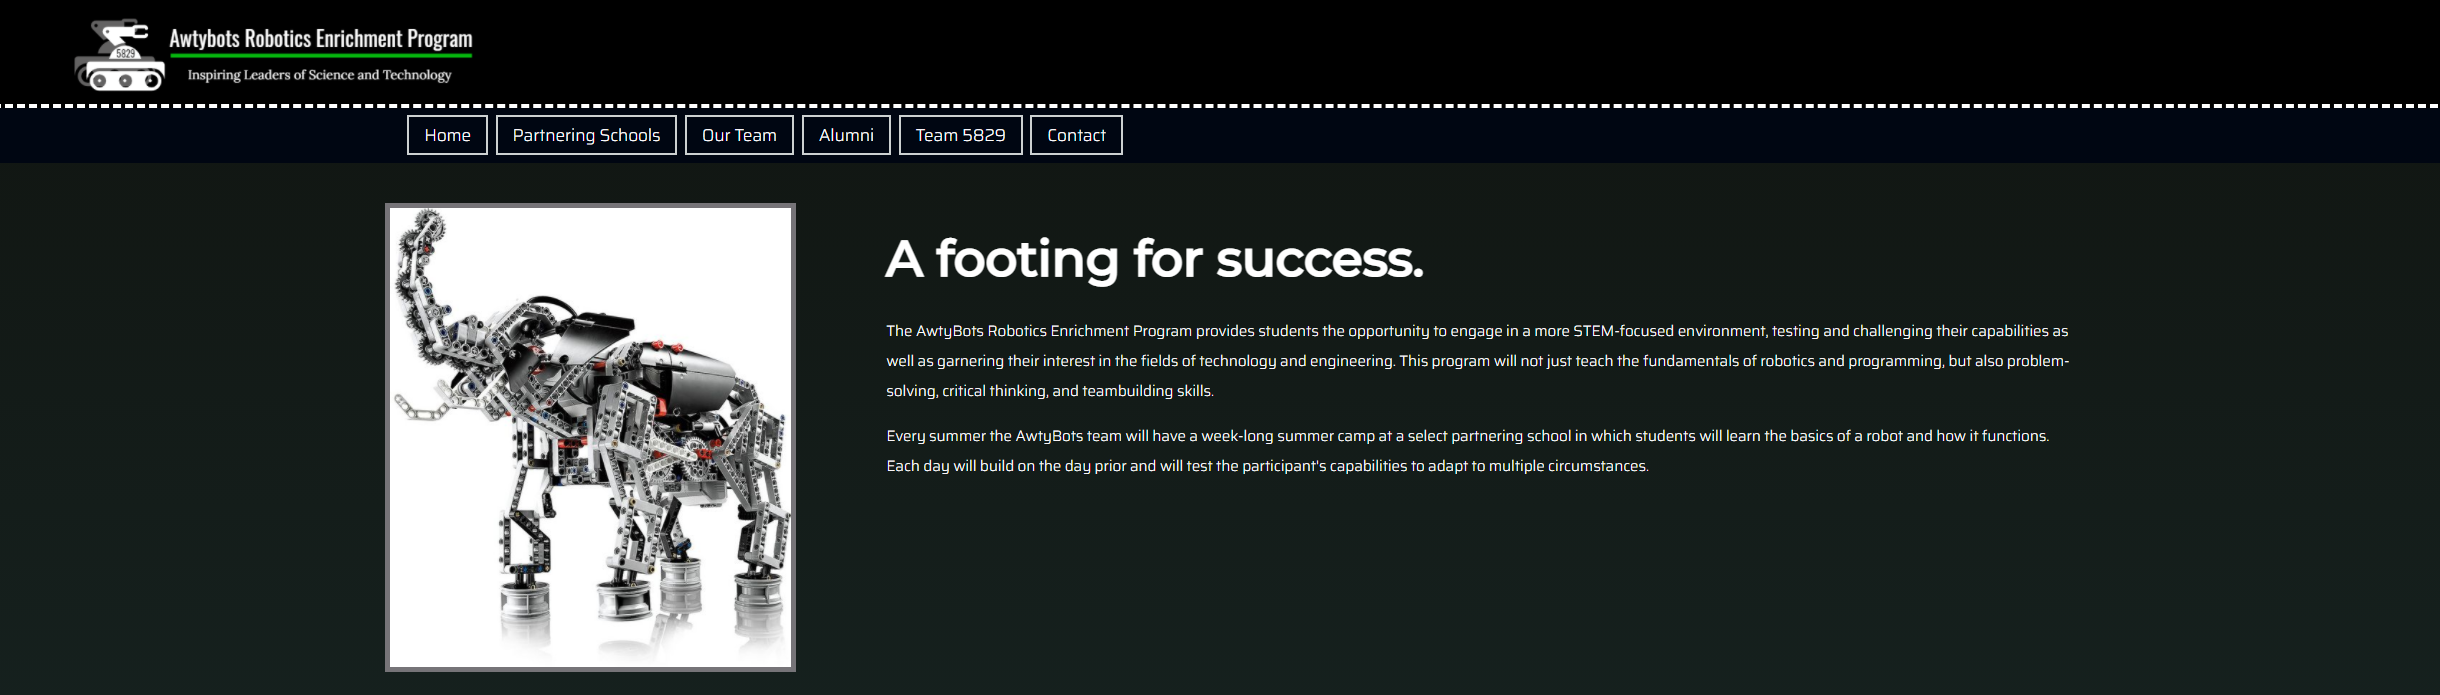 5829
Awtybots Robotics Enrichment Program
Inspiring Leaders of Science and Technology
Home
Partnering Schools
Our Team
Alumni
Team 5829
Contact
A footing for success.
The AwtyBots Robotics Enrichment Program provides students the opportunity to engage in a more STEM-focused environment, testing and challenging their capabilities as
well as garnering their interest in the fields of technology and engineering. This program will not just teach the fundamentals of robotics and programming, but also problem-
solving, critical thinking, and teambuilding skills.
Every summer the AwtyBots team will have a week-long summer camp at a select partnering school in which students will learn the basics of a robot and how it functions.
Each day will build on the day prior and will test the participant's capabilities to adapt to multiple circumstances.